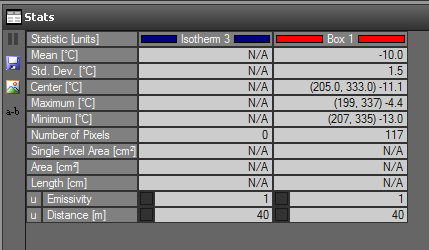 Stats
Statistic [units] Isotherm 3 Box 1
Mean [°C] N/A -10.0
Std. Dev. [°C] N/A 1.5
Center [°C] N/A (205.0, 333.0) -11.1
Maximum [°C] N/A (199, 337) -4.4
Minimum [°C] N/A (207, 335) -13.0
Number of Pixels 0 117
Single Pixel Area [cm²] N/A N/A
Area [cm²] N/A N/A
Length [cm] N/A N/A
a-b
u Emissivity 1 1
u Distance [m] 40 40